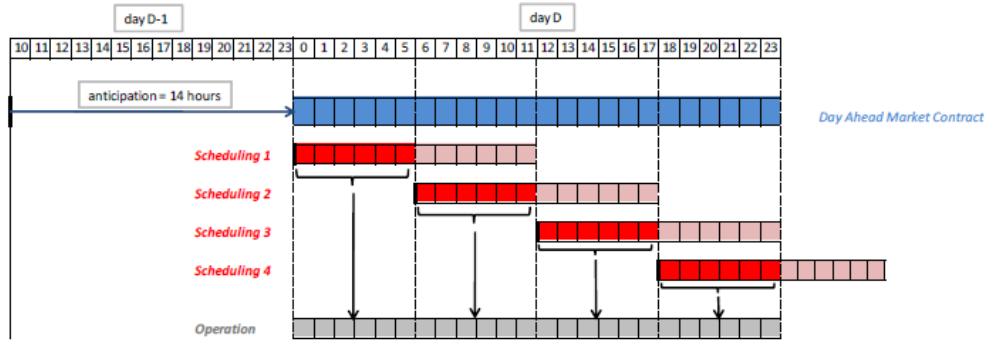 day D-1
day D
10 11 12 13 14 15 16 17 18 19 20 21 22 23 0 1 2 3 4 5 6 7 8 9 10 11 12 13 14 15 16 17 18 19 20 21 22 23
anticipation = 14 hours
Day Ahead Market Contract
Scheduling 1
Scheduling 2
Scheduling 3
Scheduling 4
Operation